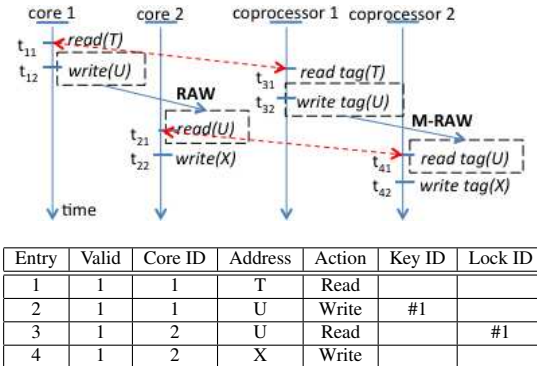 core 1 core 2 coprocessor 1 coprocessor 2
t11 read(T)
t12 write(U)
t31 read tag(T)
RAW
t32 write tag(U)
M-RAW
t21 read(U)
t22 write(X)
t41 read tag(U)
t42 write tag(X)
time
Entry Valid Core ID Address Action Key ID Lock ID
1 1 1 T Read
2 1 1 U Write #1
3 1 2 U Read #1
4 1 2 X Write